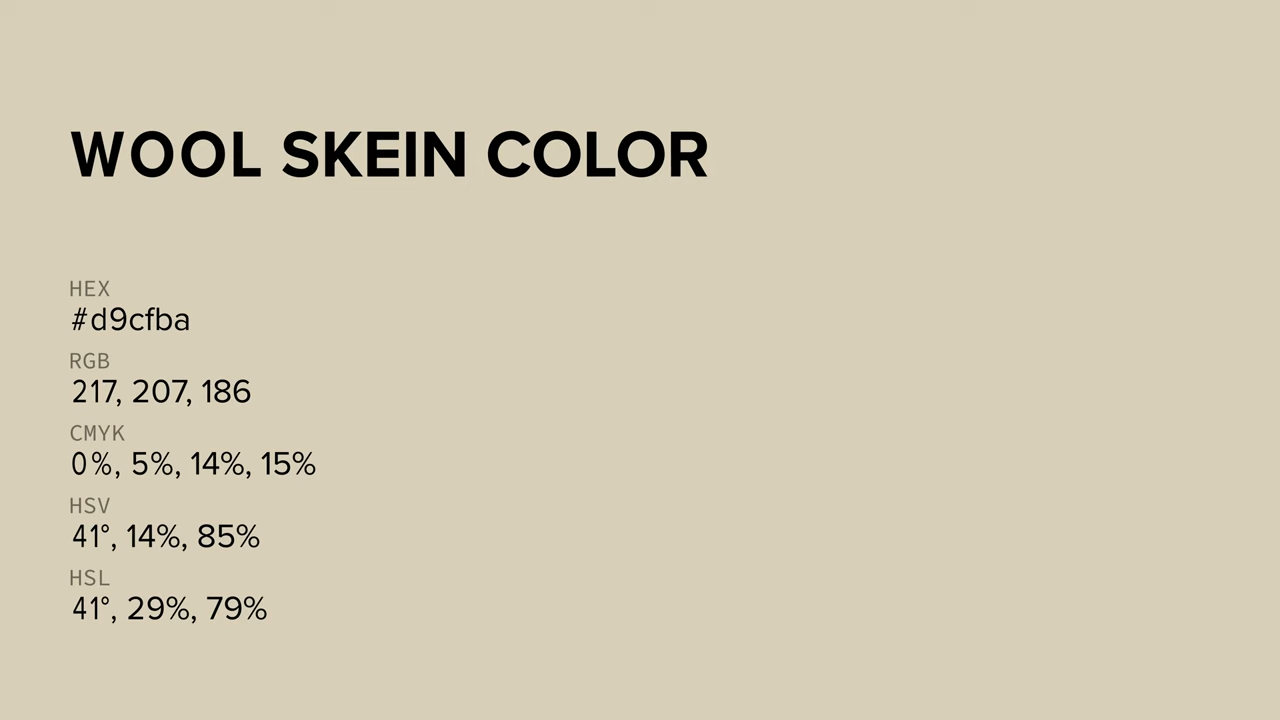 WOOL SKEIN COLOR
HEX
#d9cfba
RGB
217, 207, 186
CMYK
0%, 5%, 14%, 15%
HSV
41°, 14%, 85%
HSL
41°, 29%, 79%